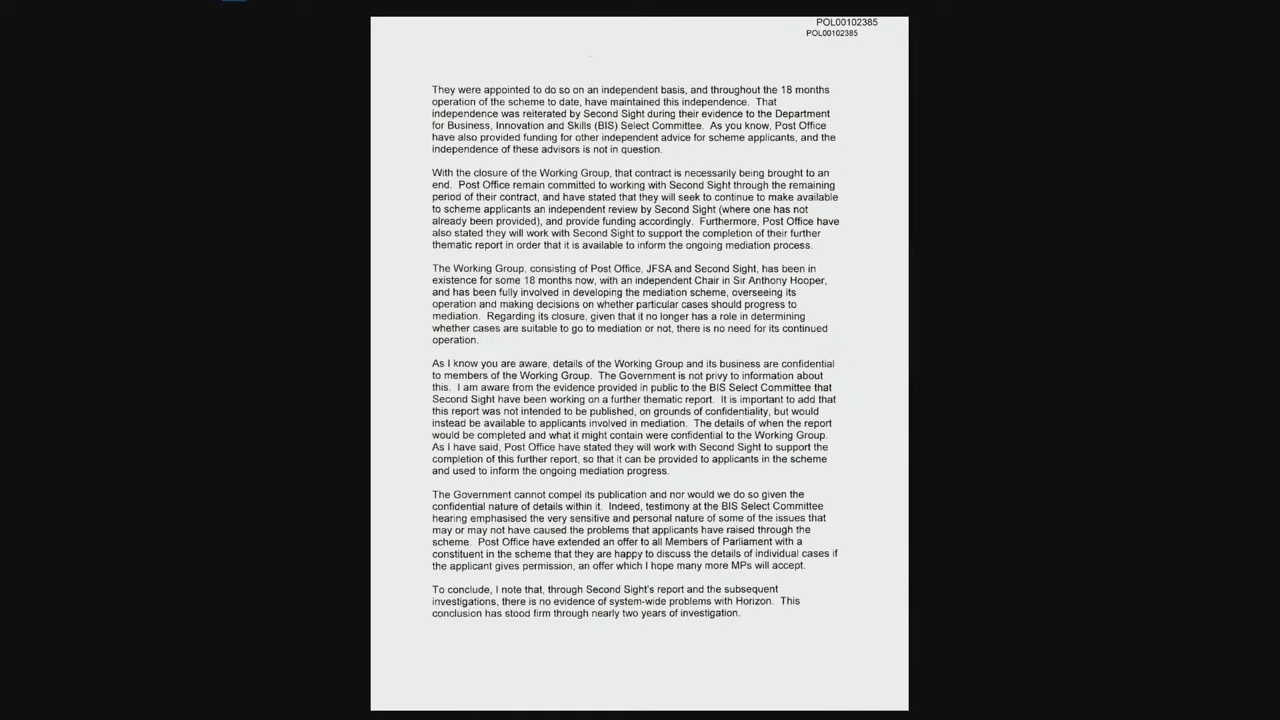 POL00102385
POL00102385
They were appointed to do so on an independent basis, and throughout the 18 months
operation of the scheme to date, have maintained this independence.  That
independence was reiterated by Second Sight during their evidence to the Department
for Business, Innovation and Skills (BIS) Select Committee.  As you know, Post Office
have also provided funding for other independent advice for scheme applicants, and the
independence of these advisors is not in question.
With the closure of the Working Group, that contract is necessarily being brought to an
end.  Post Office remain committed to working with Second Sight through the remaining
period of their contract, and have stated that they will seek to continue to make available
to scheme applicants an independent review by Second Sight (where one has not
already been provided), and provide funding accordingly.  Furthermore, Post Office have
also stated they will work with Second Sight to support the completion of their further
thematic report in order that it is available to inform the ongoing mediation process.
The Working Group, consisting of Post Office, JFSA and Second Sight, has been in
existence for some 18 months now, with an independent Chair in Sir Anthony Hooper,
and has been fully involved in developing the mediation scheme, overseeing its
operation and making decisions on whether particular cases should progress to
mediation.  Regarding its closure, given that it no longer has a role in determining
whether cases are suitable to go to mediation or not, there is no need for its continued
operation.
As I know you are aware, details of the Working Group and its business are confidential
to members of the Working Group.  The Government is not privy to information about
this.  I am aware from the evidence provided in public to the BIS Select Committee that
Second Sight have been working on a further thematic report.  It is important to add that
this report was not intended to be published, on grounds of confidentiality, but would
instead be available to applicants involved in mediation.  The details of when the report
would be completed and what it might contain were confidential to the Working Group.
As I have said, Post Office have stated they will work with Second Sight to support the
completion of this further report, so that it can be provided to applicants in the scheme
and used to inform the ongoing mediation progress.
The Government cannot compel its publication and nor would we do so given the
confidential nature of details within it.  Indeed, testimony at the BIS Select Committee
hearing emphasised the very sensitive and personal nature of some of the issues that
may or may not have caused the problems that applicants have raised through the
scheme.  Post Office have extended an offer to all Members of Parliament with a
constituent in the scheme that they are happy to discuss the details of individual cases if
the applicant gives permission, an offer which I hope many more MPs will accept.
To conclude, I note that, through Second Sight's report and the subsequent
investigations, there is no evidence of system-wide problems with Horizon.  This
conclusion has stood firm through nearly two years of investigation.